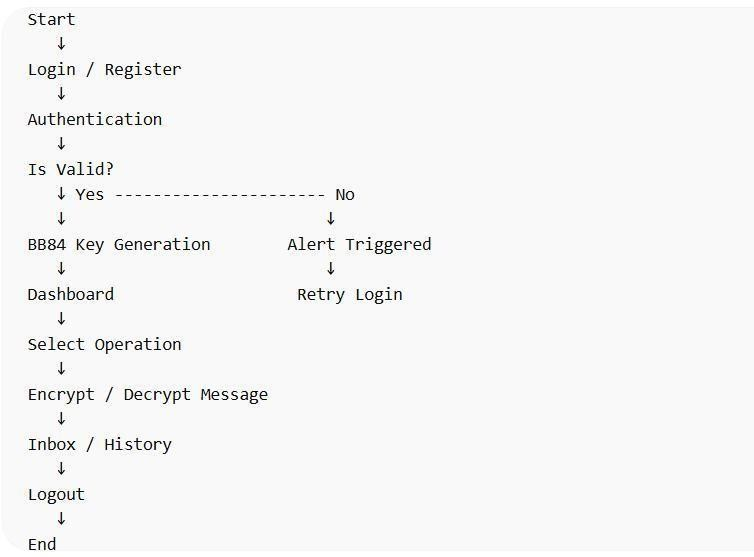 Start
↓
Login / Register
↓
Authentication
↓
Is Valid?
↓ Yes ---------------------- No
↓ ↓
BB84 Key Generation Alert Triggered
↓ ↓
Dashboard Retry Login
↓
Select Operation
↓
Encrypt / Decrypt Message
↓
Inbox / History
↓
Logout
↓
End